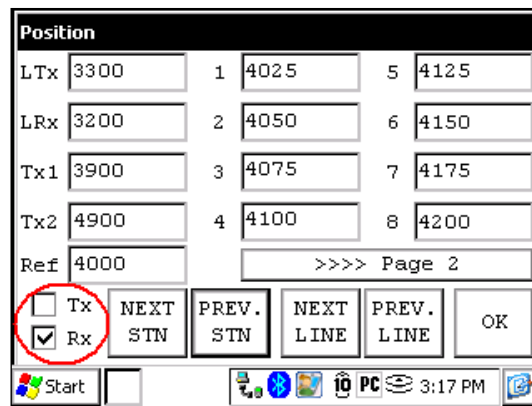 Position
LTx 3300 1 4025 5 4125
LRx 3200 2 4050 6 4150
Tx1 3900 3 4075 7 4175
Tx2 4900 4 4100 8 4200
Ref 4000 >>>> Page 2
Tx
Rx
NEXT STN
PREV. STN
NEXT LINE
PREV. LINE
OK
Start PC 3:17 PM